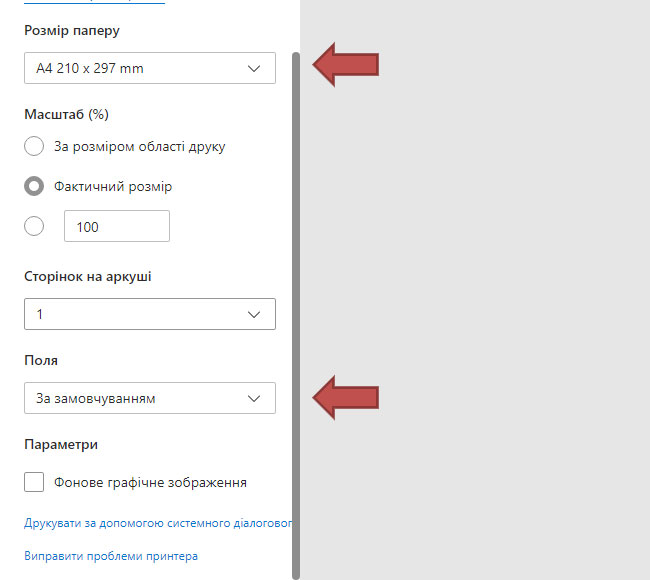 Розмір паперу
A4 210 x 297 mm
Масштаб (%)
За розміром області друку
Фактичний розмір
100
Сторінок на аркуші
1
Поля
За замовчуванням
Параметри
Фонове графічне зображення
Друкувати за допомогою системного діалоговог
Виправити проблеми принтера